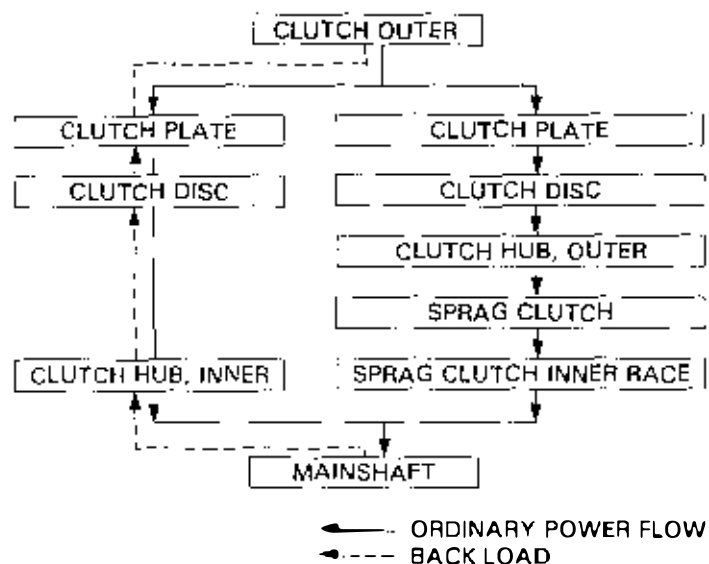 CLUTCH OUTER
CLUTCH PLATE
CLUTCH DISC
CLUTCH HUB, INNER
CLUTCH PLATE
CLUTCH DISC
CLUTCH HUB, OUTER
SPRAG CLUTCH
SPRAG CLUTCH INNER RACE
MAINSHAFT
ORDINARY POWER FLOW
BACK LOAD